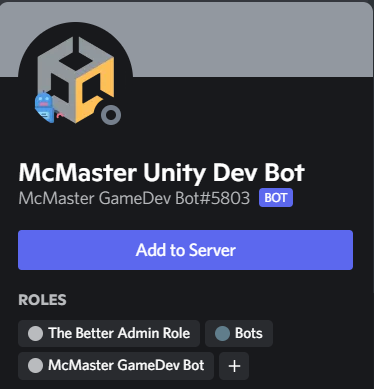 McMaster Unity Dev Bot
McMaster GameDev Bot#5803 BOT
Add to Server
ROLES
The Better Admin Role Bots
McMaster GameDev Bot +